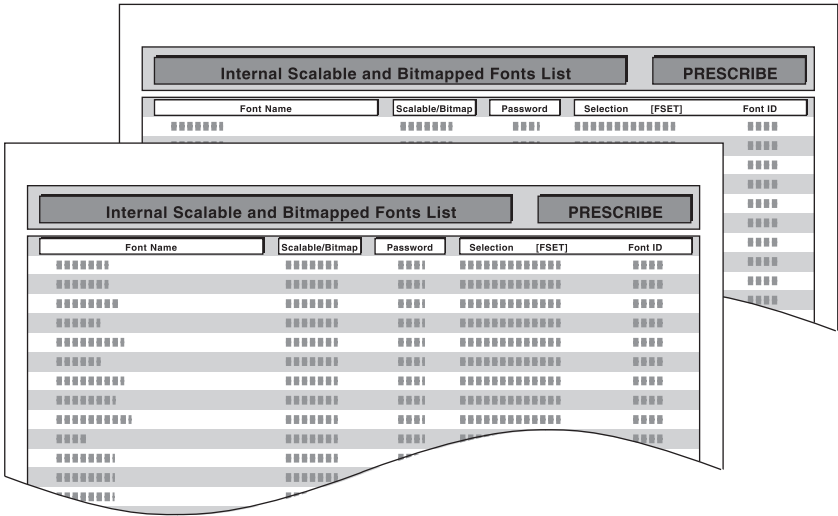 Internal Scalable and Bitmapped Fonts List PRESCRIBE
Font Name Scalable/Bitmap Password Selection [FSET] Font ID
Internal Scalable and Bitmapped Fonts List PRESCRIBE
Font Name Scalable/Bitmap Password Selection [FSET] Font ID